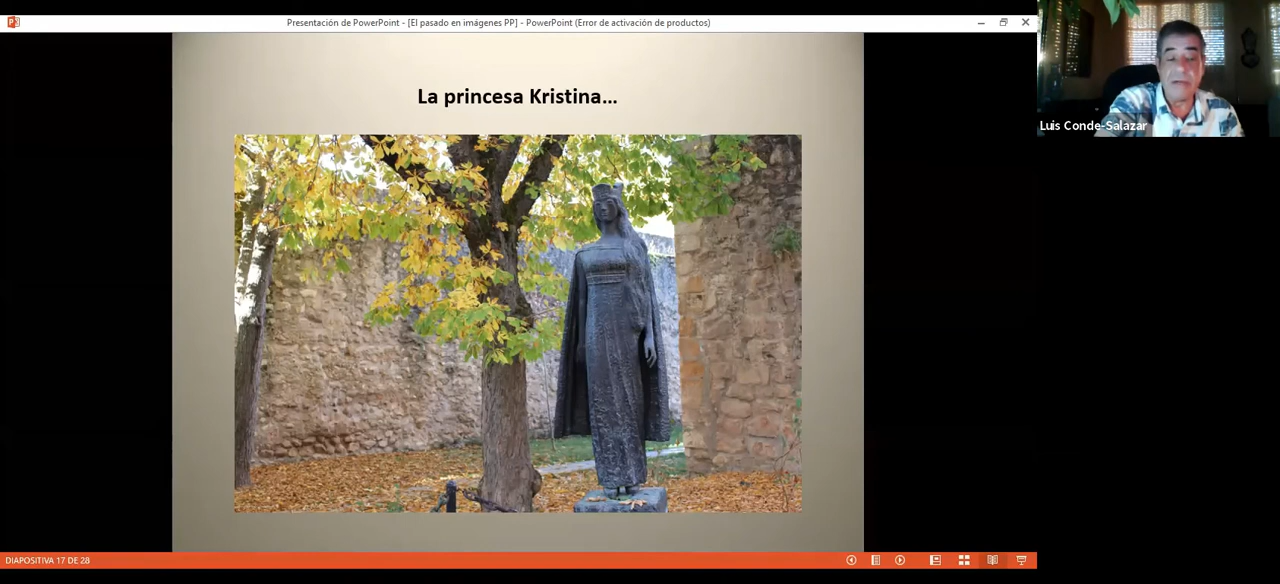 Presentación de PowerPoint - [El pasado en imágenes PP] - PowerPoint (Error de activación de productos)
La princesa Kristina...
Luis Conde-Salazar
DIAPOSITIVA 17 DE 28